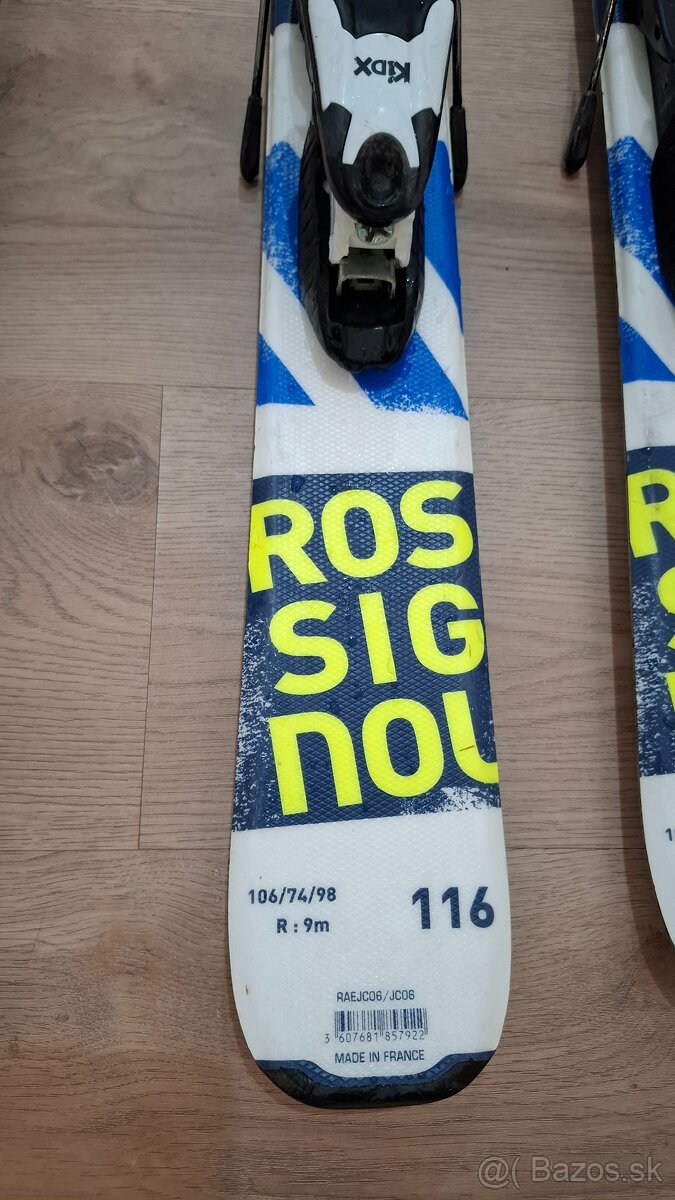 KiDX
ROS
SIG
NOL
106/74/98
R : 9m
116
RAEJC06/JC06
3 607681 857922
MADE IN FRANCE
@( Bazos.sk